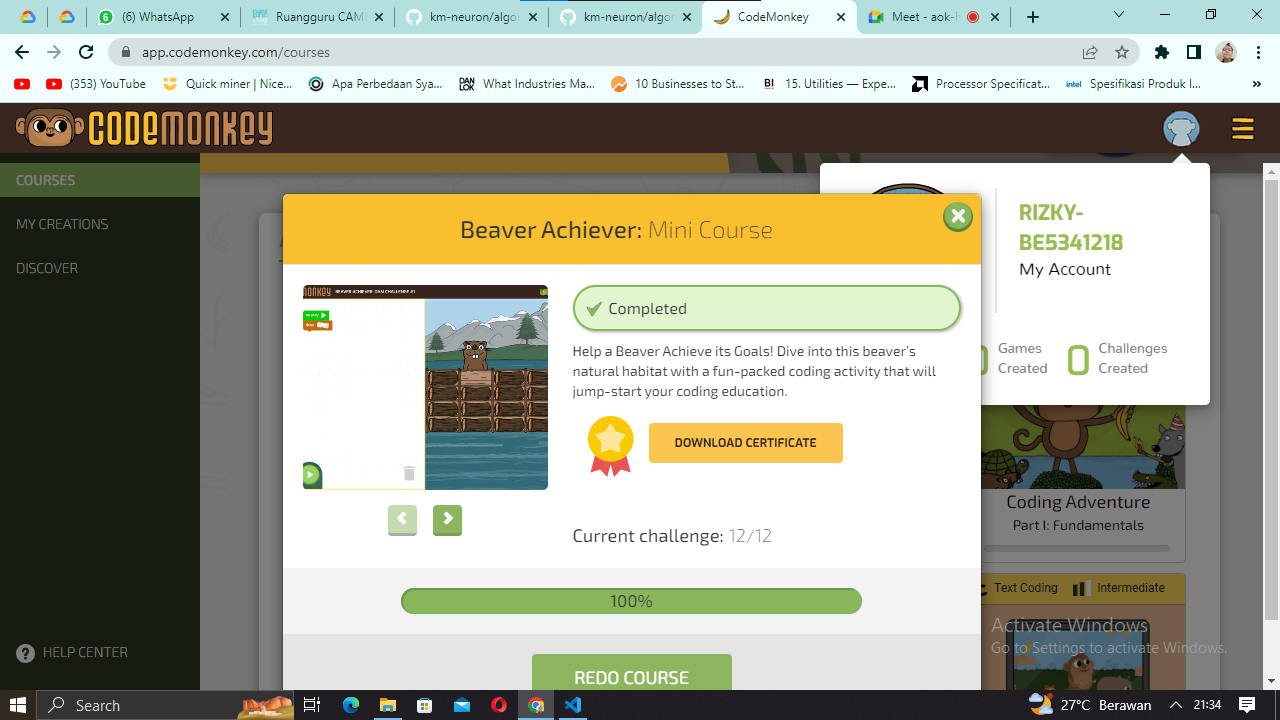 (6) WhatsApp
Ruangguru CAM
km-neuron/algo
km-neuron/algo
CodeMonkey
Meet - aok-h
app.codemonkey.com/courses
(353) YouTube
Quick miner | Nice...
Apa Perbedaan Sya...
DAN LOK
What Industries Ma...
10 Businesses to St...
BI
15. Utilities — Expe...
Processor Specificat...
intel
Spesifikasi Produk I...
CODEMONKEY
COURSES
MY CREATIONS
DISCOVER
HELP CENTER
RIZKY-
BE5341218
My Account
Games
Created
0
Challenges
Created
Beaver Achiever: Mini Course
Completed
Help a Beaver Achieve its Goals! Dive into this beaver's
natural habitat with a fun-packed coding activity that will
jump-start your coding education.
DOWNLOAD CERTIFICATE
Current challenge: 12/12
100%
REDO COURSE
Coding Adventure
Part I: Fundamentals
Text Coding
Intermediate
Activate Windows
Go to Settings to activate Windows.
Search
27°C Berawan
21:34